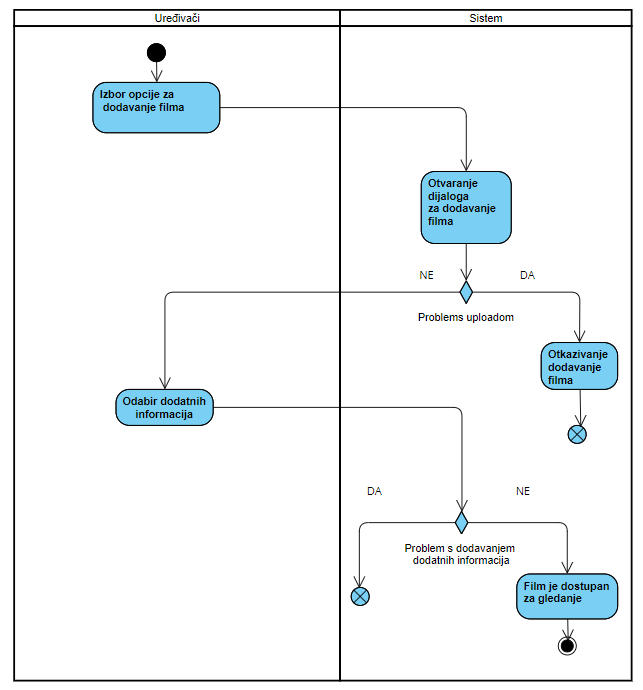 Uređivači
Sistem
Izbor opcije za
dodavanje filma
Otvaranje
dijaloga
za dodavanje
filma
NE
DA
Problems uploadom
Otkazivanje
dodavanje
filma
Odabir dodatnih
informacija
DA
NE
Problem s dodavanjem
dodatnih informacija
Film je dostupan
za gledanje